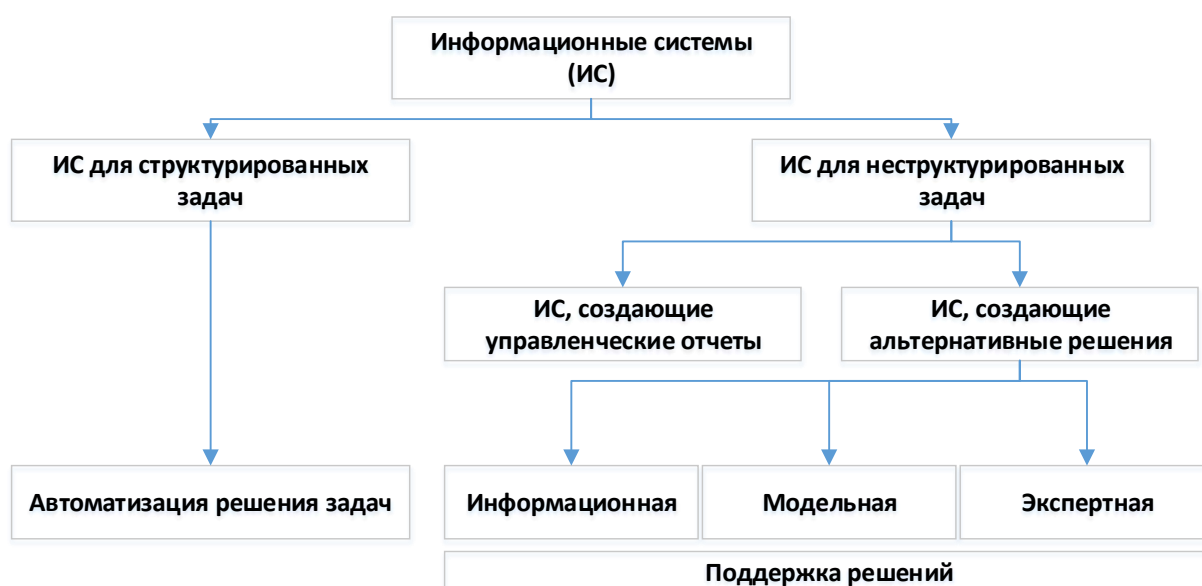 Информационные системы
(ИС)
ИС для структурированных
задач
ИС для неструктурированных
задач
ИС, создающие
управленческие отчеты
ИС, создающие
альтернативные решения
Автоматизация решения задач
Информационная
Модельная
Экспертная
Поддержка решений